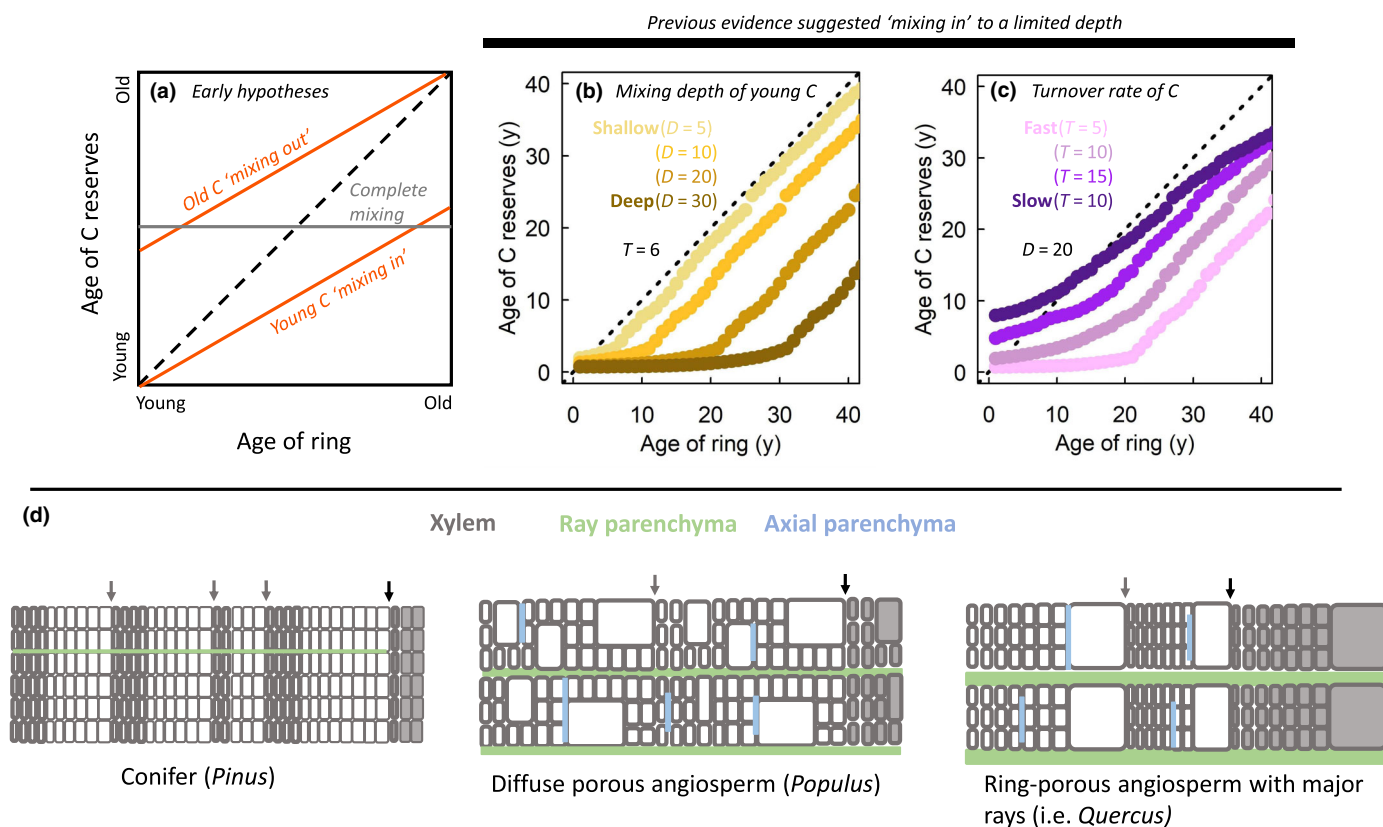 Previous evidence suggested ‘mixing in’ to a limited depth
(a) Early hypotheses
Old
Age of C reserves
Young
Old C ‘mixing out’
Complete
mixing
Young C ‘mixing in’
Young
Old
Age of ring
(b) Mixing depth of young C
Shallow (D = 5)
(D = 10)
(D = 20)
Deep (D = 30)
T = 6
Age of C reserves (y)
40
30
20
10
0
0 10 20 30 40
Age of ring (y)
(c) Turnover rate of C
Fast (T = 5)
(T = 10)
(T = 15)
Slow (T = 10)
D = 20
Age of C reserves (y)
40
30
20
10
0
0 10 20 30 40
Age of ring (y)
(d)
Xylem Ray parenchyma Axial parenchyma
Conifer (Pinus)
Diffuse porous angiosperm (Populus)
Ring-porous angiosperm with major
rays (i.e. Quercus)